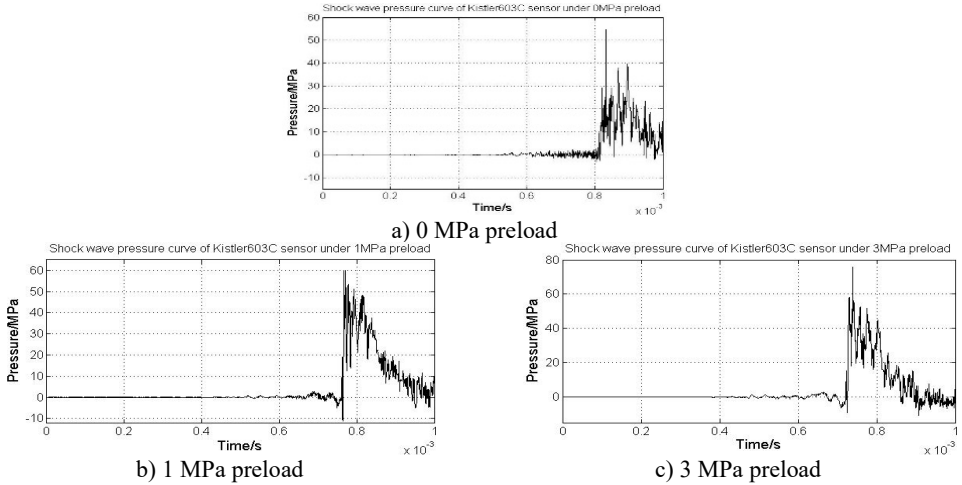 Shock wave pressure curve of Kistler603C sensor under 0MPa preload
60
50
40
30
20
10
0
-10
Pressure/MPa
0
0.2
0.4
0.6
0.8
1
Time/s
x 10⁻³
a) 0 MPa preload
Shock wave pressure curve of Kistler603C sensor under 1MPa preload
60
50
40
30
20
10
0
-10
Pressure/MPa
0
0.2
0.4
0.6
0.8
1
Time/s
x 10⁻³
b) 1 MPa preload
Shock wave pressure curve of Kistler603C sensor under 3MPa preload
80
60
40
20
0
-20
Pressure/MPa
0
0.2
0.4
0.6
0.8
1
Time/s
x 10⁻³
c) 3 MPa preload